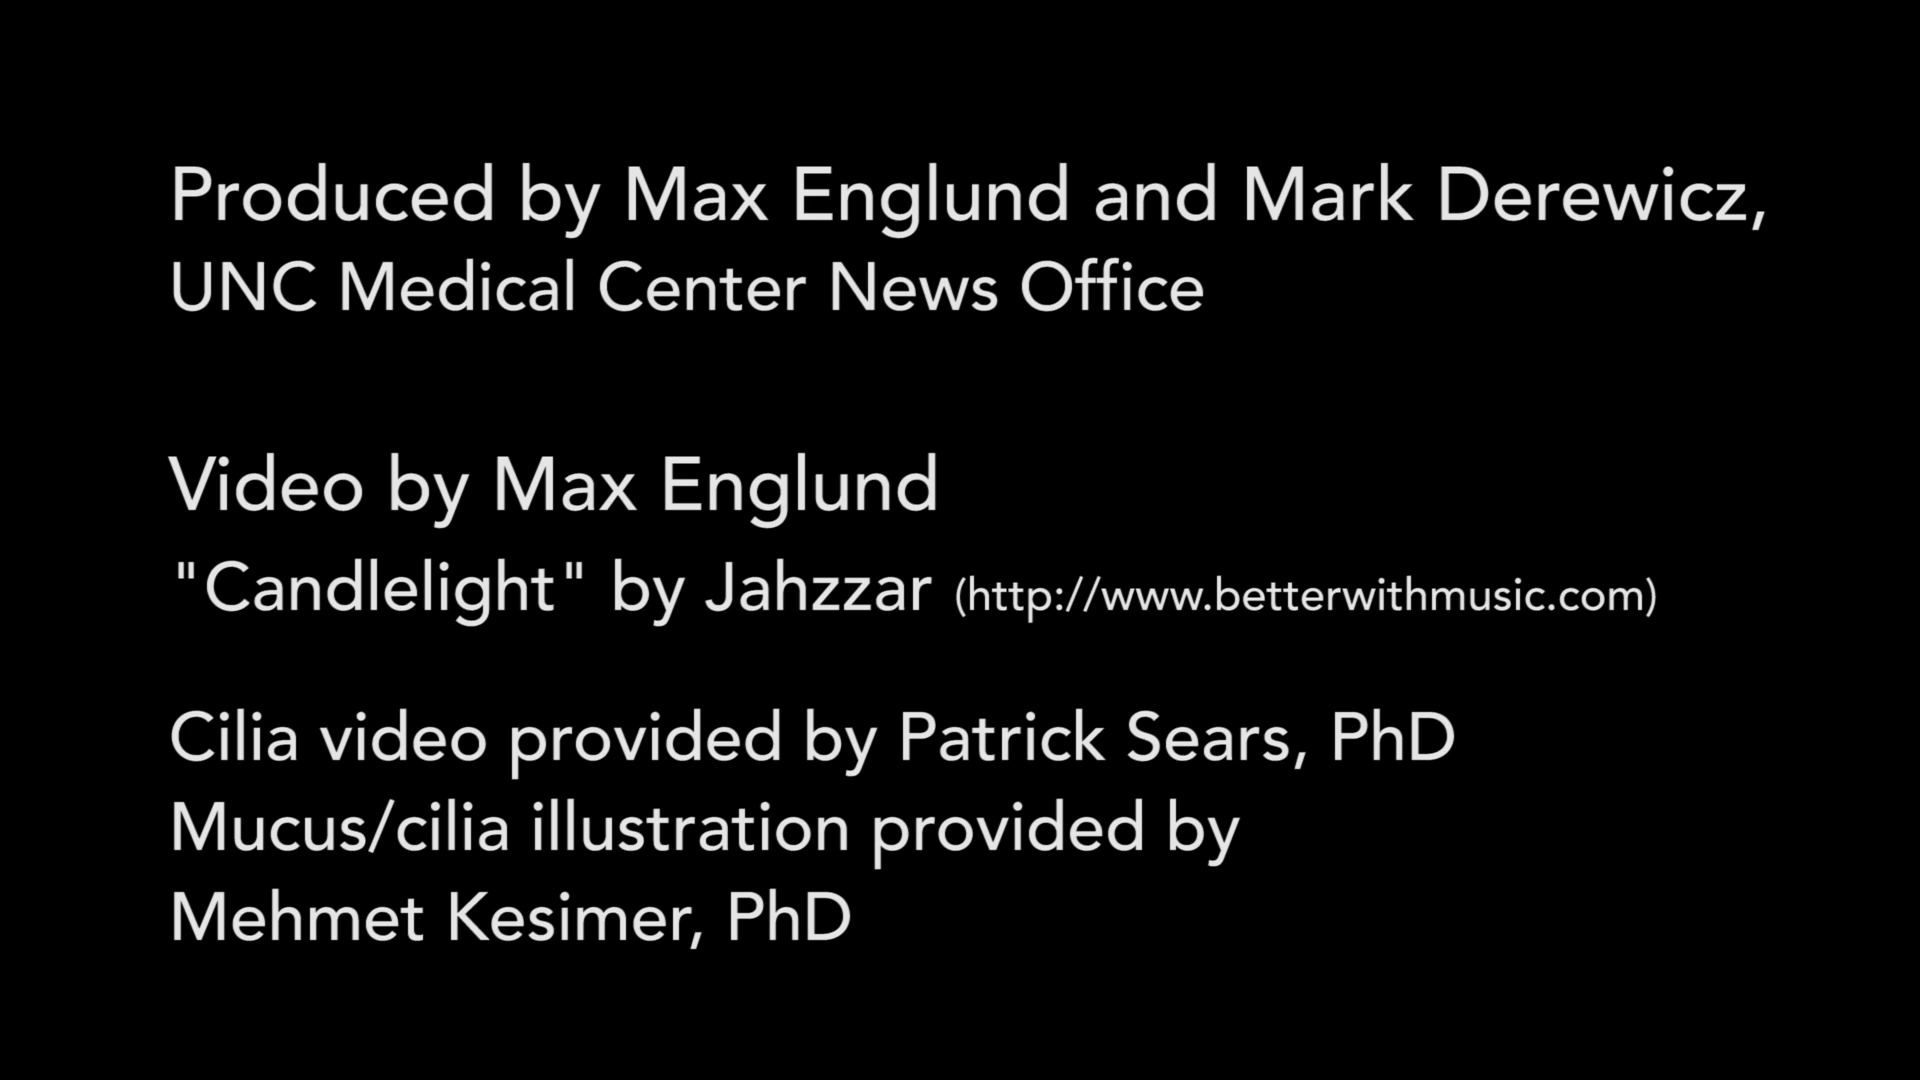 Produced by Max Englund and Mark Derewicz,
UNC Medical Center News Office
Video by Max Englund
"Candlelight" by Jahzzar (http://www.betterwithmusic.com)
Cilia video provided by Patrick Sears, PhD
Mucus/cilia illustration provided by
Mehmet Kesimer, PhD